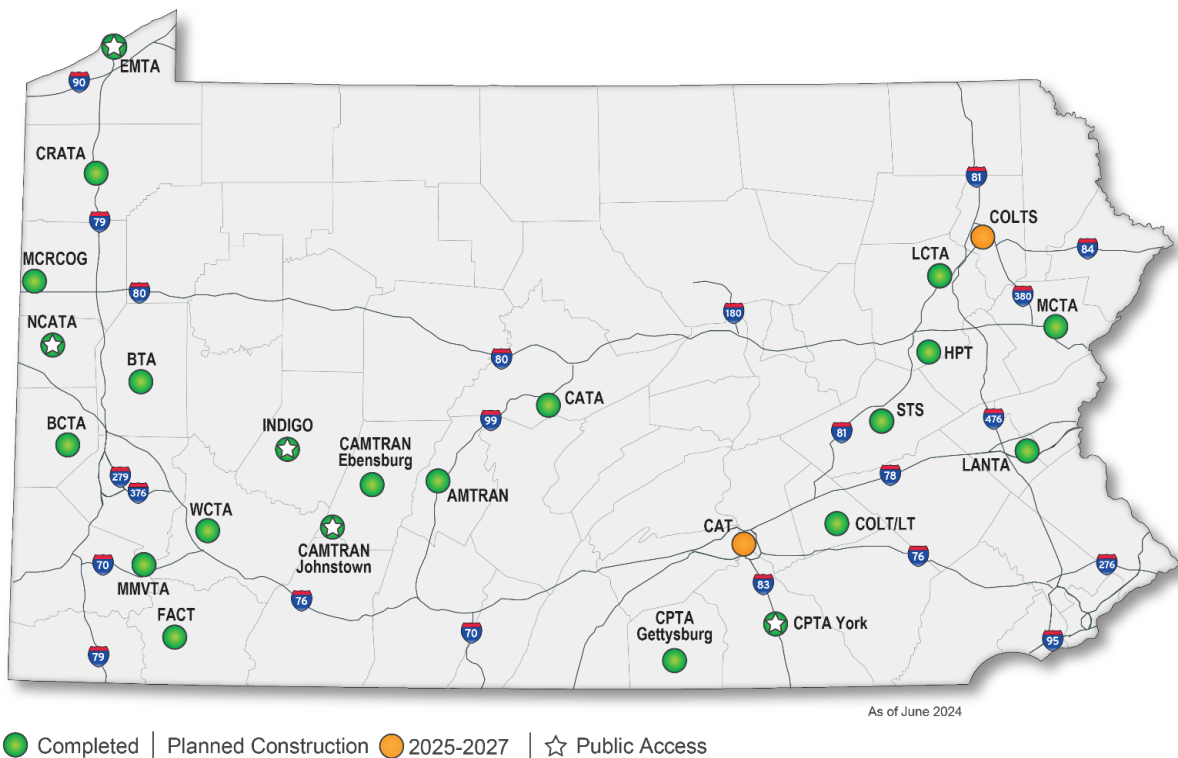 EMTA
90
CRATA
79
81
COLTS
84
MCRCOG
LCTA
80
380
MCTA
180
NCATA
BTA
80
HPT
CATA
99
STS
476
INDIGO
BCTA
CAMTRAN
Ebensburg
81
LANTA
279
376
78
AMTRAN
WCTA
CAT
COLT/LT
CAMTRAN
Johnstown
76
70
MMVTA
276
83
76
FACT
CPTA
Gettysburg
CPTA York
70
95
79
As of June 2024
Completed | Planned Construction 2025-2027 | Public Access